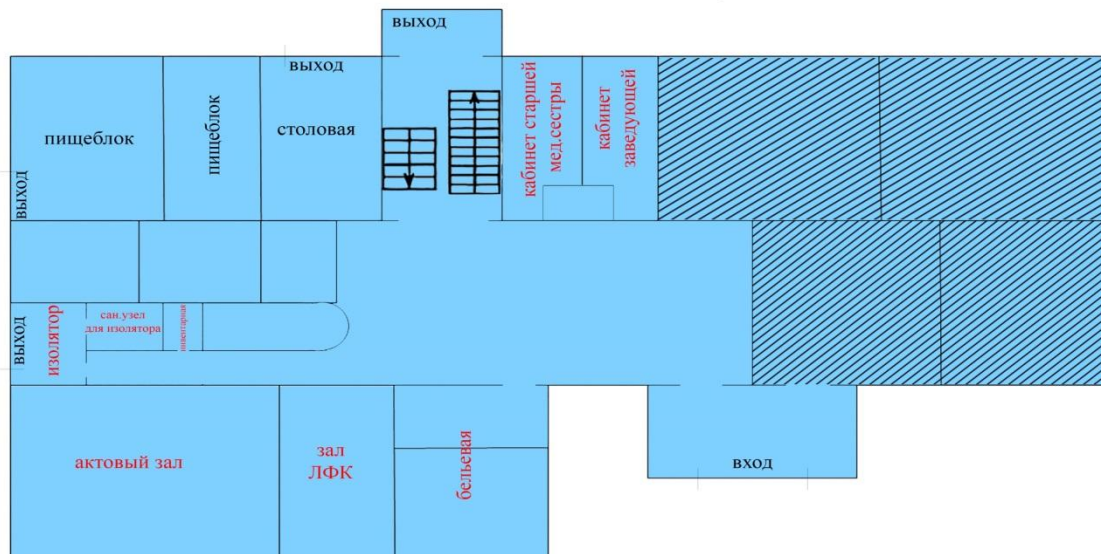 выход
выход
кабинет старшей
мед.сестры
кабинет
заведующей
пищеблок
пищеблок
столовая
выход
выход
изолятор
сан.узел
для изолятора
инвентарная
актовый зал
зал
ЛФК
бельевая
вход